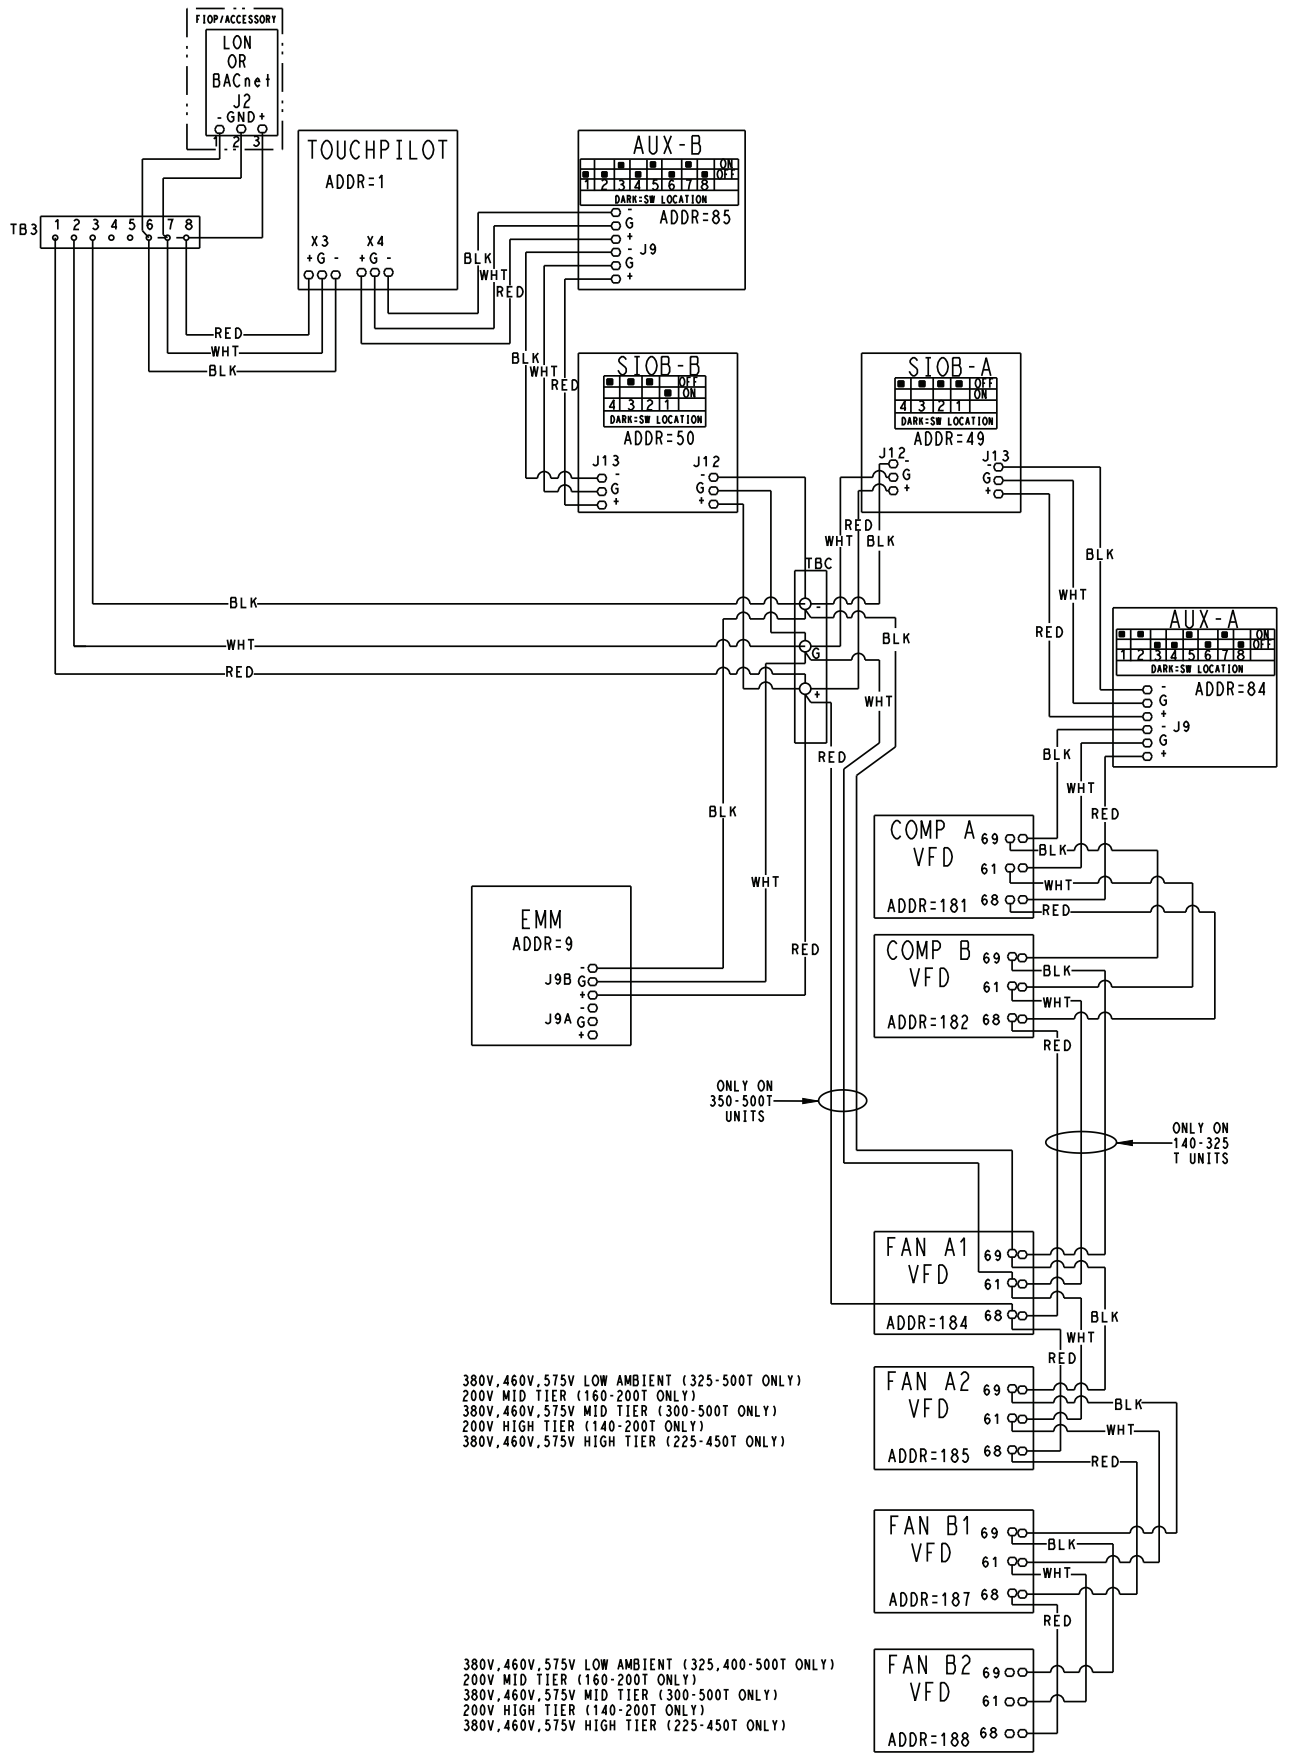 FIOP/ACCESSORY
LON
OR
BACnet
J2
- GND +
1 2 3
TB3
1 2 3 4 5 6 7 8
TOUCHPILOT
ADDR=1
X3 X4
+ G - + G -
RED
WHT
BLK
AUX-B
ON
OFF
1 2 3 4 5 6 7 8
DARK=SW LOCATION
ADDR=85
-
G
+
- J9
G
+
BLK
WHT
RED
BLK
WHT
RED
SIOB-B
OFF
ON
4 3 2 1
DARK=SW LOCATION
ADDR=50
J13 J12
- -
G G
+ +
SIOB-A
OFF
ON
4 3 2 1
DARK=SW LOCATION
ADDR=49
J12 J13
- -
G G
+ +
RED
WHT BLK
BLK
WHT
RED
TBC
-
G
+
BLK
WHT
RED
BLK
WHT
RED
AUX-A
ON
OFF
1 2 3 4 5 6 7 8
DARK=SW LOCATION
ADDR=84
-
G
+
- J9
G
+
BLK
WHT
RED
BLK
WHT
RED
COMP A
VFD
69
61
68
ADDR=181
BLK
WHT
RED
EMM
ADDR=9
-
J9B G
+
-
J9A G
+
COMP B
VFD
69
61
68
ADDR=182
BLK
WHT
RED
ONLY ON
350-500T
UNITS
ONLY ON
140-325
T UNITS
FAN A1
VFD
69
61
68
ADDR=184
BLK
WHT
RED
380V,460V,575V LOW AMBIENT (325-500T ONLY)
200V MID TIER (160-200T ONLY)
380V,460V,575V MID TIER (300-500T ONLY)
200V HIGH TIER (140-200T ONLY)
380V,460V,575V HIGH TIER (225-450T ONLY)
FAN A2
VFD
69
61
68
ADDR=185
BLK
WHT
RED
FAN B1
VFD
69
61
68
ADDR=187
BLK
WHT
RED
380V,460V,575V LOW AMBIENT (325,400-500T ONLY)
200V MID TIER (160-200T ONLY)
380V,460V,575V MID TIER (300-500T ONLY)
200V HIGH TIER (140-200T ONLY)
380V,460V,575V HIGH TIER (225-450T ONLY)
FAN B2
VFD
69
61
68
ADDR=188